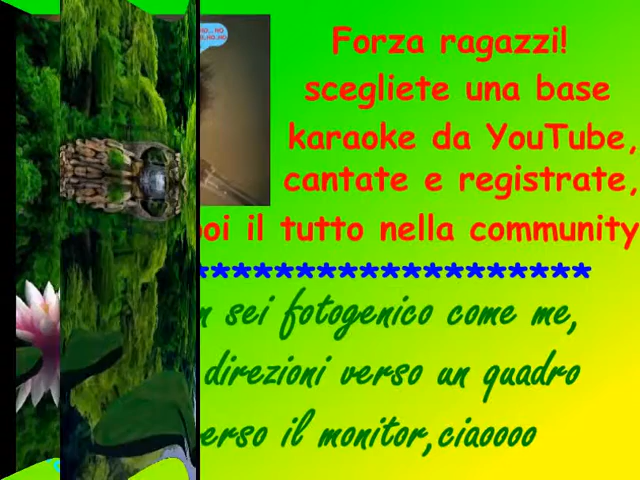 Forza ragazzi!
scegliete una base
karaoke da YouTube,
cantate e registrate,
poi il tutto nella community
*******************
sei fotogenico come me,
direzioni verso un quadro
verso il monitor,ciaoooo